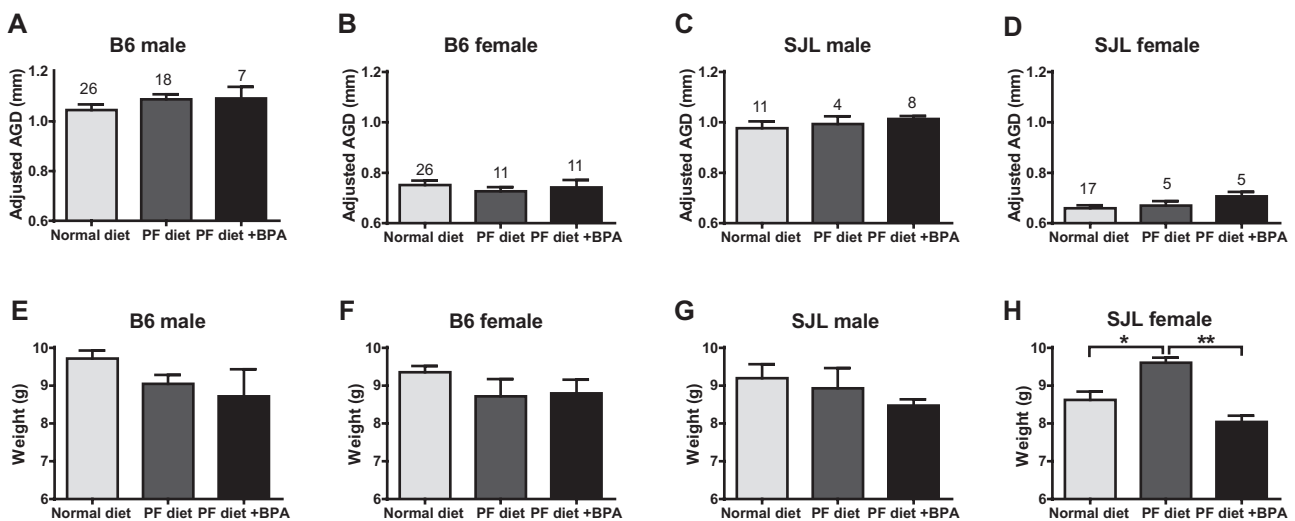 A
B6 male
Adjusted AGD (mm)
1.2
1.0
0.8
0.6
26
18
7
Normal diet PF diet PF diet +BPA
B
B6 female
Adjusted AGD (mm)
1.2
1.0
0.8
0.6
26
11
11
Normal diet PF diet PF diet +BPA
C
SJL male
Adjusted AGD (mm)
1.2
1.0
0.8
0.6
11
4
8
Normal diet PF diet PF diet +BPA
D
SJL female
Adjusted AGD (mm)
1.2
1.0
0.8
0.6
17
5
5
Normal diet PF diet PF diet +BPA
E
B6 male
Weight (g)
10
9
8
7
6
Normal diet PF diet PF diet +BPA
F
B6 female
Weight (g)
10
9
8
7
6
Normal diet PF diet PF diet +BPA
G
SJL male
Weight (g)
10
9
8
7
6
Normal diet PF diet PF diet +BPA
H
SJL female
Weight (g)
10
9
8
7
6
* **
Normal diet PF diet PF diet +BPA